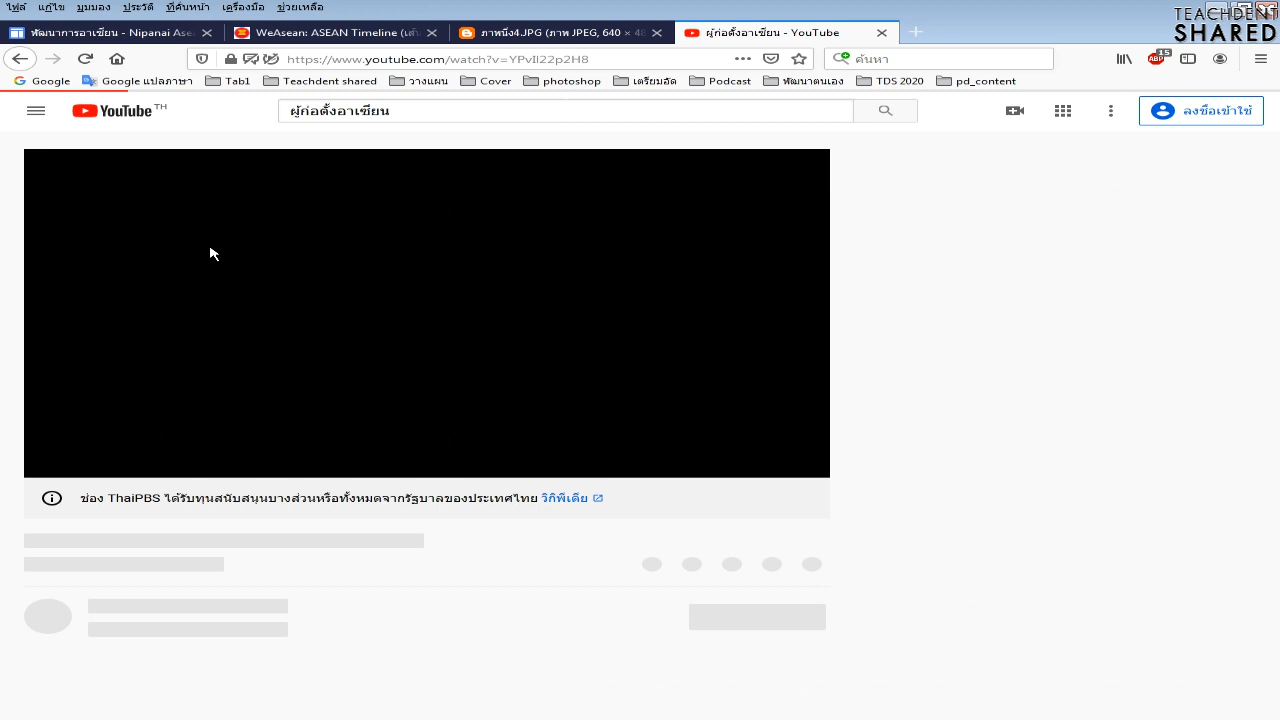 ไฟล์ แก้ไข มุมมอง ประวัติ ที่คั่นหน้า เครื่องมือ ช่วยเหลือ
TEACHDENT
SHARED
พัฒนาการอาเซียน - Nipanai Ase
WeAsean: ASEAN Timeline (เส้น
ภาพนึ่ง4.JPG (ภาพ JPEG, 640 × 48
ผู้ก่อตั้งอาเซียน - YouTube
https://www.youtube.com/watch?v=YPvIl22p2H8
ค้นหา
ABP 15
Google
Google แปลภาษา
Tab1
Teachdent shared
วางแผน
Cover
photoshop
เตรียมอัด
Pdcast
พัฒนาตนเอง
TDS 2020
pd_content
YouTube TH
ผู้ก่อตั้งอาเซียน
ลงชื่อเข้าใช้
ช่อง ThaiPBS ได้รับทุนสนับสนุนบางส่วนหรือทั้งหมดจากรัฐบาลของประเทศไทย วิกิพีเดีย